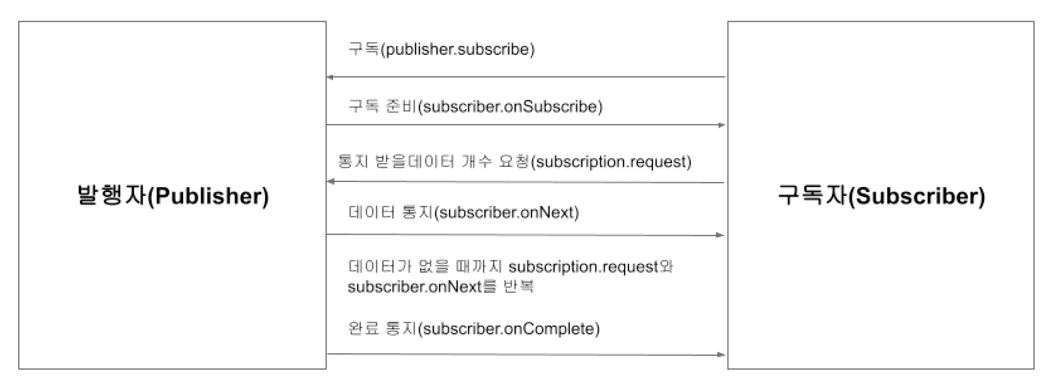 구독(publisher.subscribe)
구독 준비(subscriber.onSubscribe)
통지 받을데이터 개수 요청(subscription.request)
발행자(Publisher)
구독자(Subscriber)
데이터 통지(subscriber.onNext)
데이터가 없을 때까지 subscription.request와
subscriber.onNext를 반복
완료 통지(subscriber.onComplete)